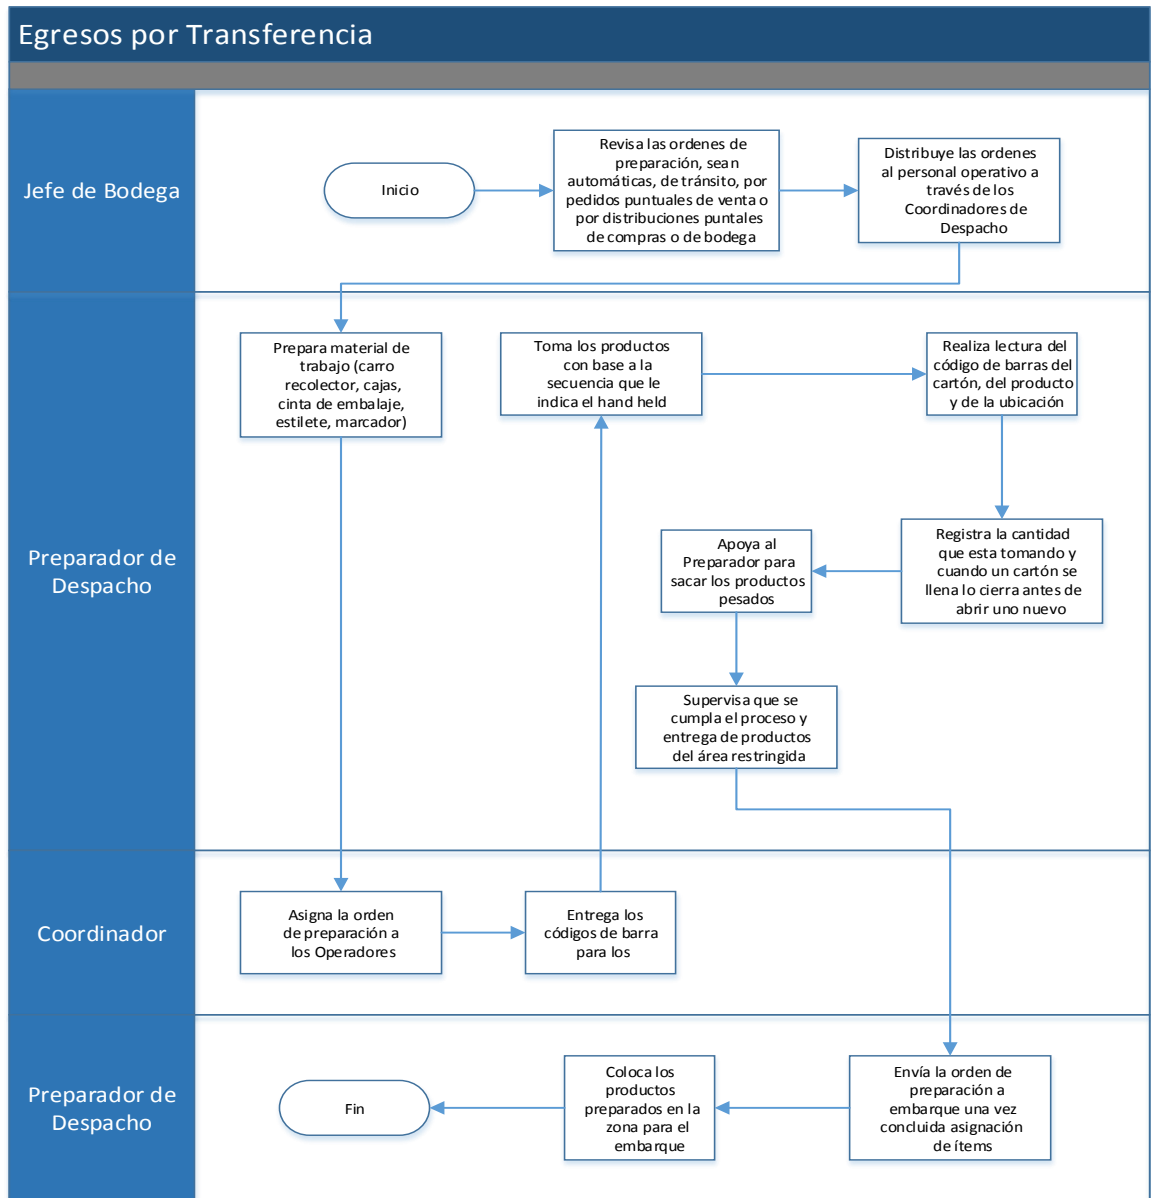 Egresos por Transferencia
Jefe de Bodega
Inicio
Revisa las ordenes de
preparación, sean
automáticas, de tránsito, por
pedidos puntuales de venta o
por distribuciones puntales
de compras o de bodega
Distribuye las ordenes
al personal operativo a
través de los
Coordinadores de
Despacho
Preparador de
Despacho
Prepara material de
trabajo (carro
recolector, cajas,
cinta de embalaje,
estilete, marcador)
Toma los productos
con base a la
secuencia que le
indica el hand held
Realiza lectura del
código de barras del
cartón, del producto
y de la ubicación
Registra la cantidad
que esta tomando y
cuando un cartón se
llena lo cierra antes de
abrir uno nuevo
Apoya al
Preparador para
sacar los productos
pesados
Supervisa que se
cumpla el proceso y
entrega de productos
del área restringida
Coordinador
Asigna la orden
de preparación a
los Operadores
Entrega los
códigos de barra
para los
Preparador de
Despacho
Envía la orden de
preparación a
embarque una vez
concluida asignación
de ítems
Coloca los
productos
preparados en la
zona para el
embarque
Fin